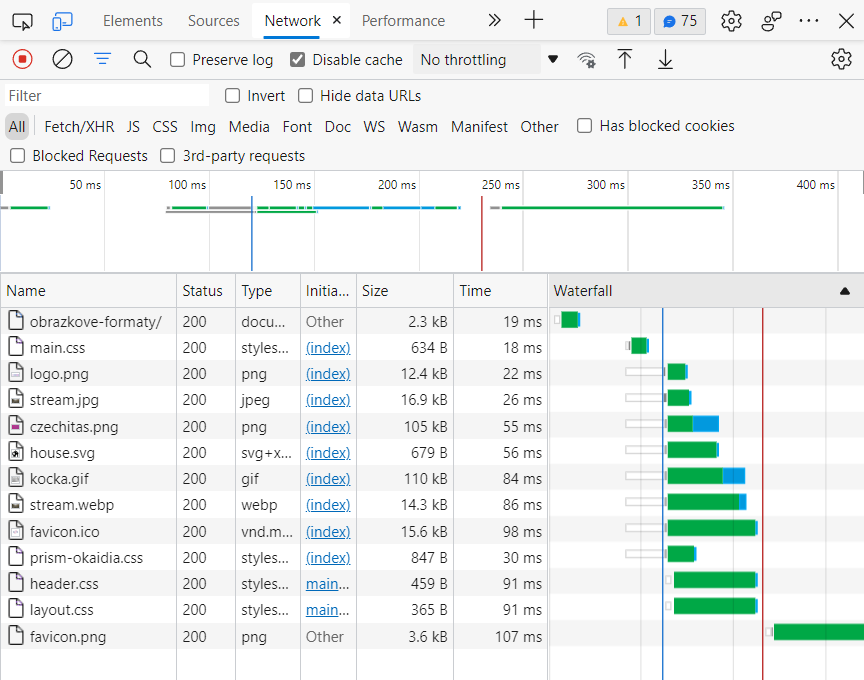 Elements Sources Network × Performance 1 75
Preserve log Disable cache No throttling
Filter Invert Hide data URLs
All Fetch/XHR JS CSS Img Media Font Doc WS Wasm Manifest Other Has blocked cookies
Blocked Requests 3rd-party requests
50 ms 100 ms 150 ms 200 ms 250 ms 300 ms 350 ms 400 ms
Name Status Type Initia... Size Time Waterfall
obrazkove-formaty/ 200 docu... Other 2.3 kB 19 ms
main.css 200 styles... (index) 634 B 18 ms
logo.png 200 png (index) 12.4 kB 22 ms
stream.jpg 200 jpeg (index) 16.9 kB 26 ms
czechitas.png 200 png (index) 105 kB 55 ms
house.svg 200 svg+x... (index) 679 B 56 ms
kocka.gif 200 gif (index) 110 kB 84 ms
stream.webp 200 webp (index) 14.3 kB 86 ms
favicon.ico 200 vnd.m... (index) 15.6 kB 98 ms
prism-okaidia.css 200 styles... (index) 847 B 30 ms
header.css 200 styles... main... 459 B 91 ms
layout.css 200 styles... main... 365 B 91 ms
favicon.png 200 png Other 3.6 kB 107 ms